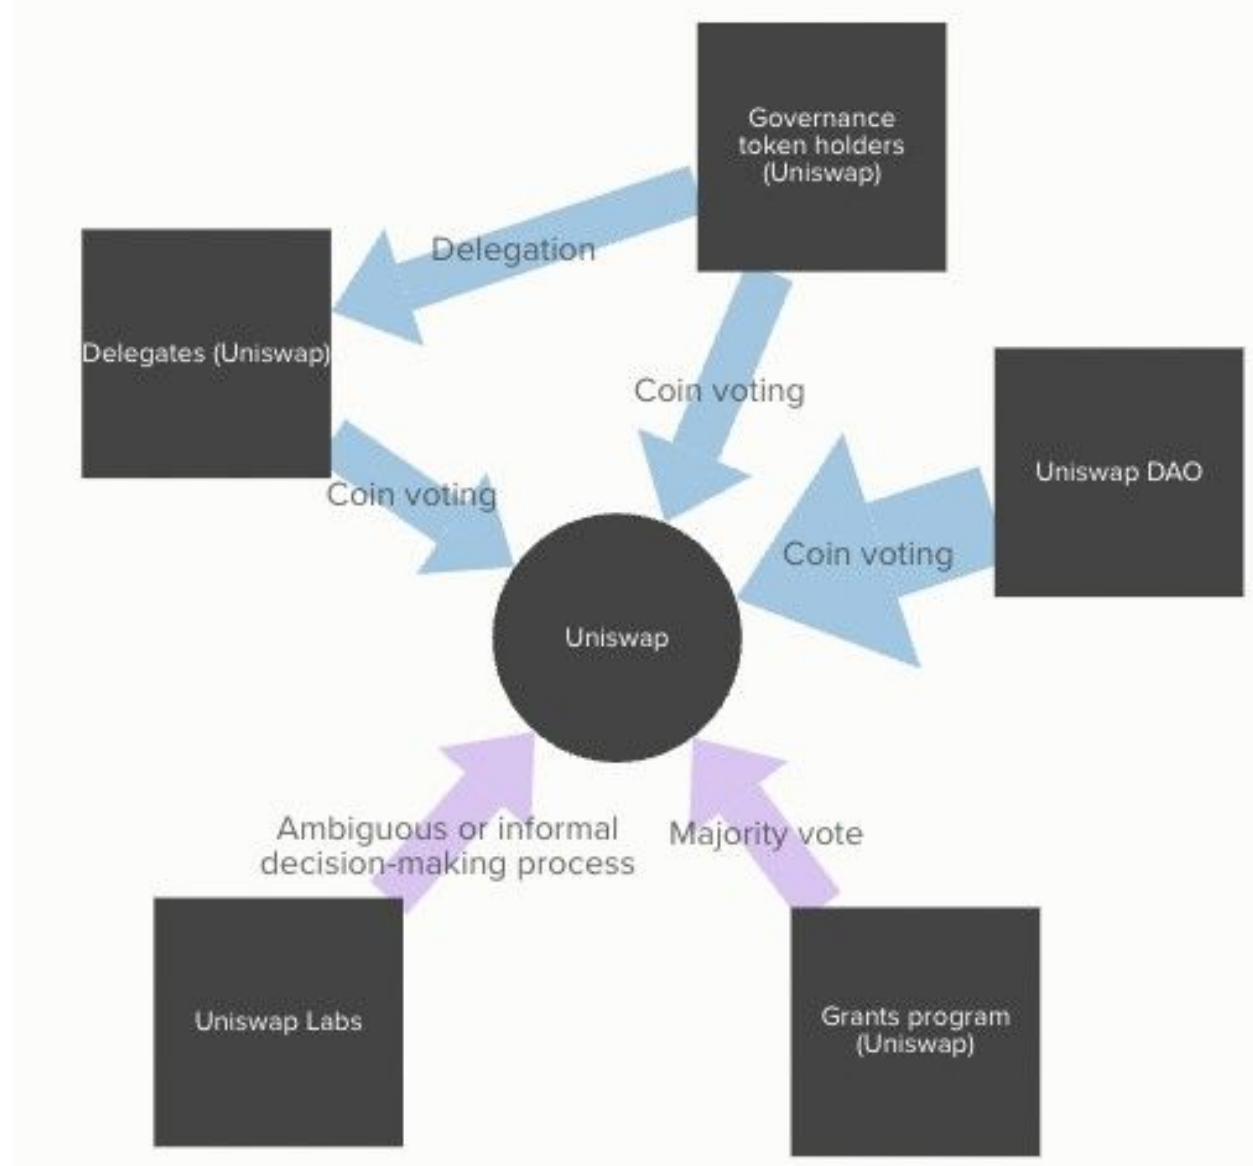 Governance
token holders
(Uniswap)
Delegation
Delegates (Uniswap)
Coin voting
Uniswap DAO
Coin voting
Coin voting
Uniswap
Ambiguous or informal
decision-making process
Majority vote
Uniswap Labs
Grants program
(Uniswap)